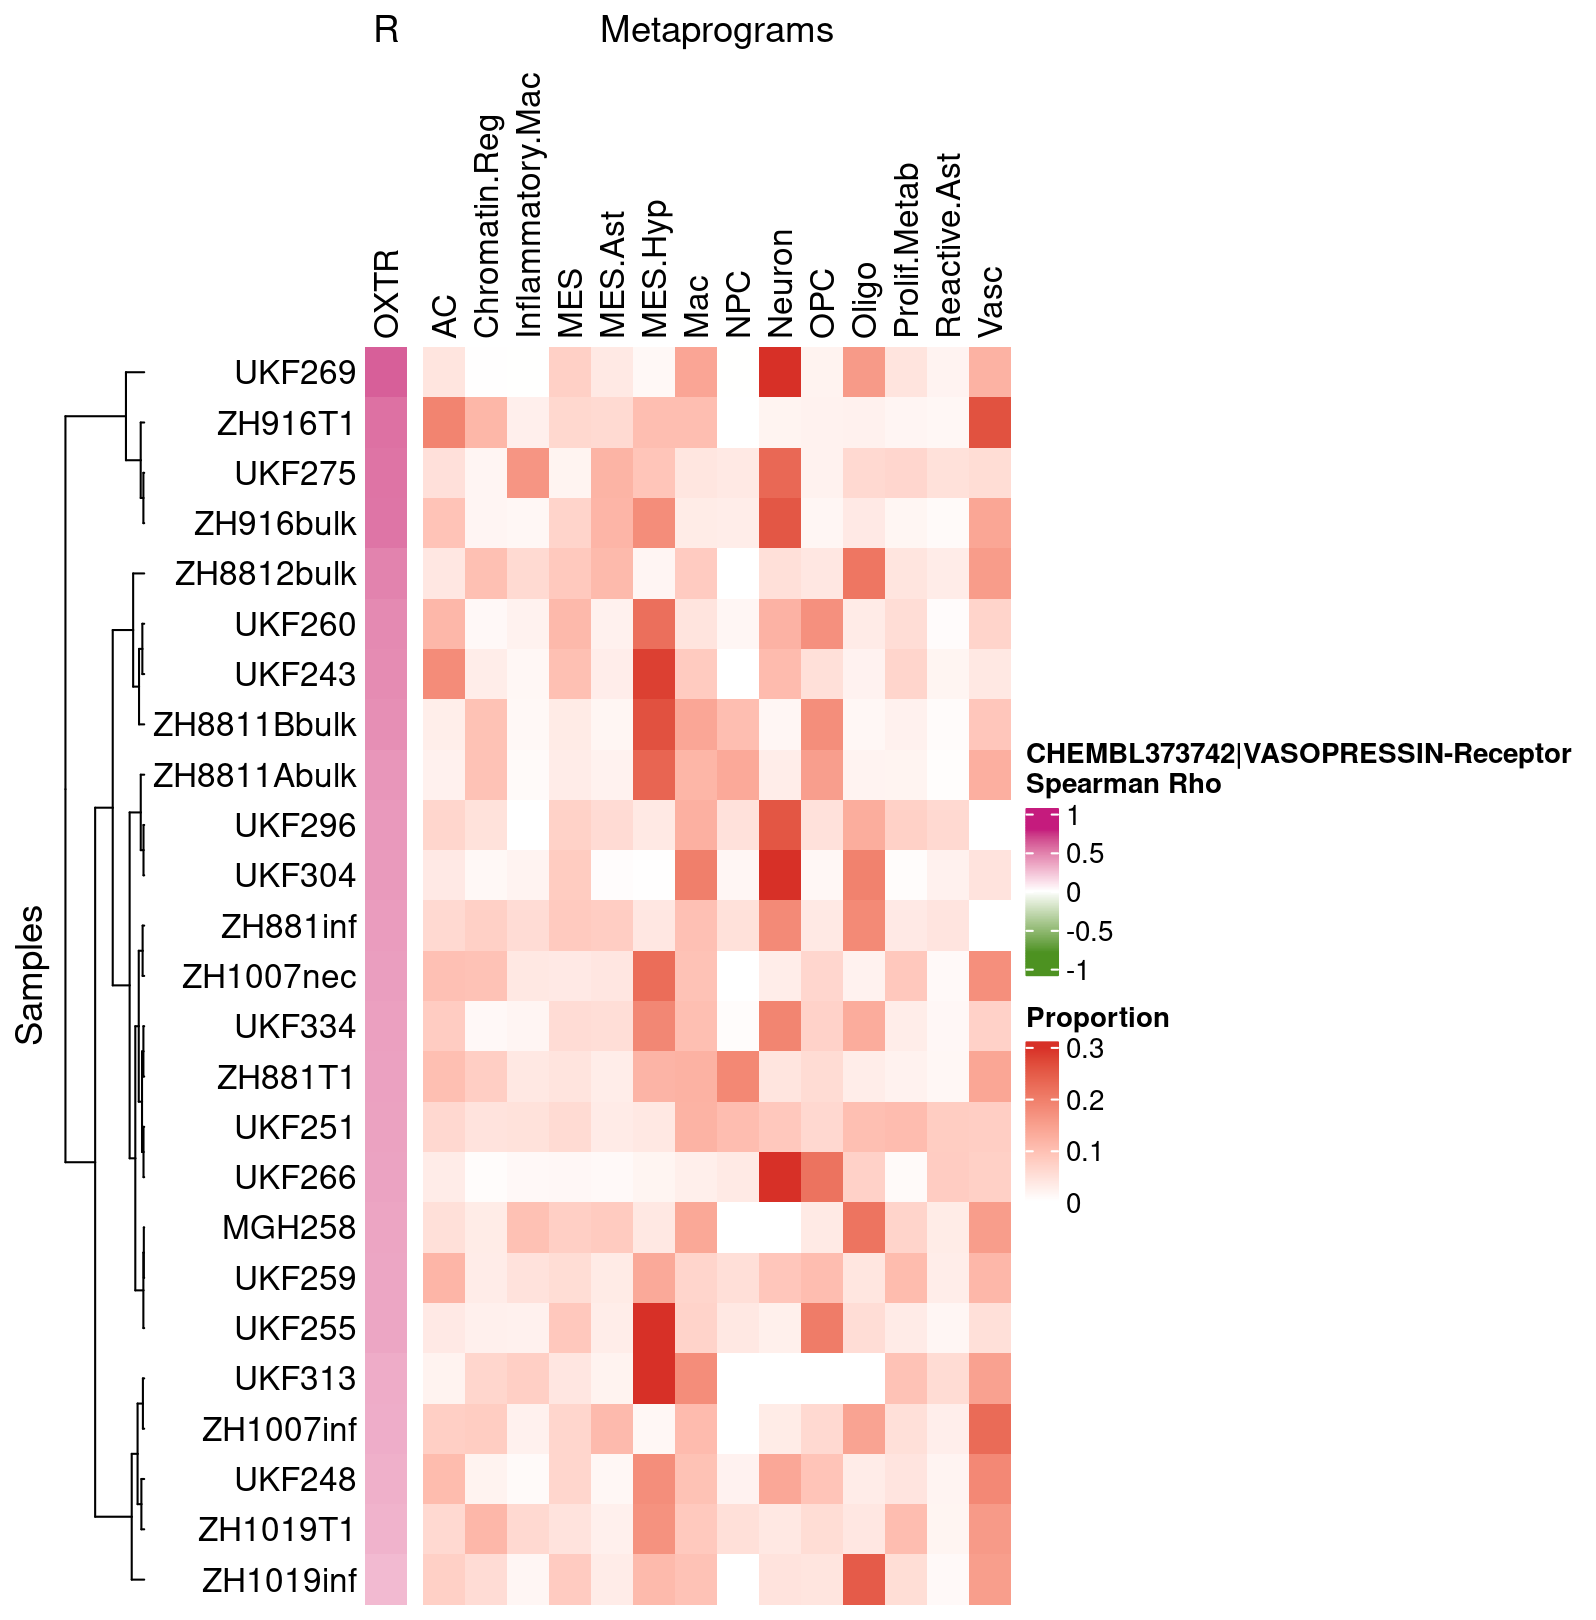 R
Metaprograms
OXTR
AC
Chromatin.Reg
Inflammatory.Mac
MES
MES.Ast
MES.Hyp
Mac
NPC
Neuron
OPC
Oligo
Prolif.Metab
Reactive.Ast
Vasc
Samples
UKF269
ZH916T1
UKF275
ZH916bulk
ZH8812bulk
UKF260
UKF243
ZH8811Bbulk
ZH8811Abulk
UKF296
UKF304
ZH881inf
ZH1007nec
UKF334
ZH881T1
UKF251
UKF266
MGH258
UKF259
UKF255
UKF313
ZH1007inf
UKF248
ZH1019T1
ZH1019inf
CHEMBL373742|VASOPRESSIN-Receptor
Spearman Rho
1
0.5
0
-0.5
-1
Proportion
0.3
0.2
0.1
0